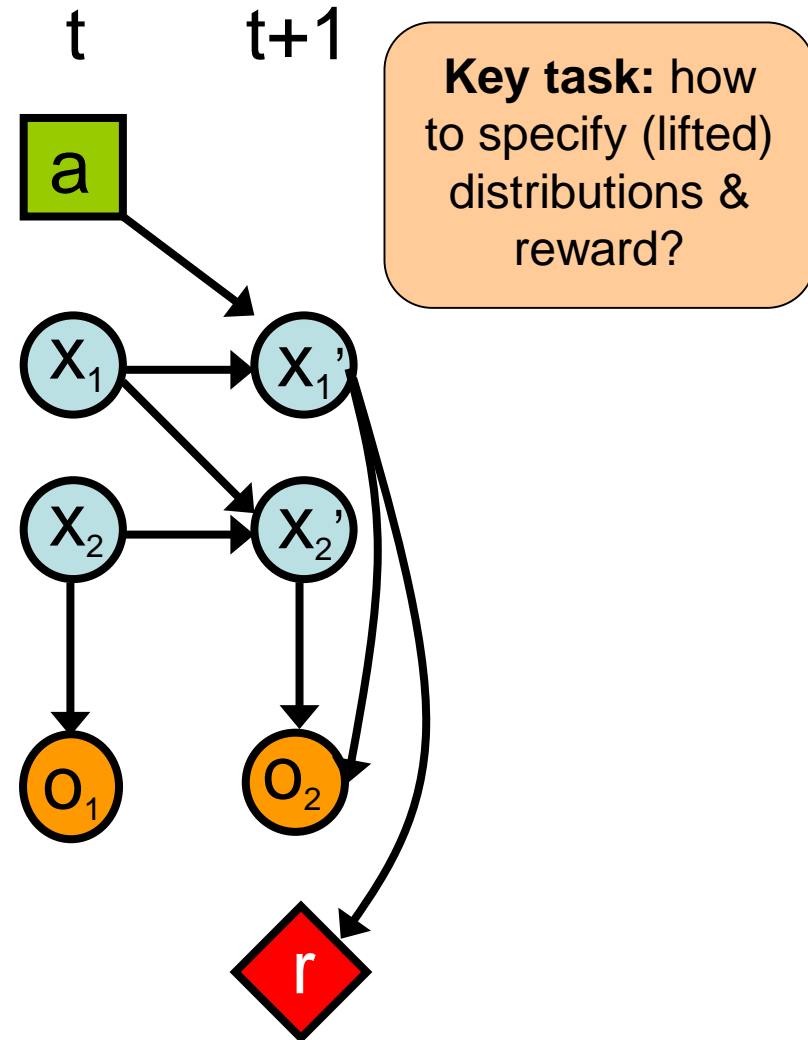 t t+1
Key task: how
to specify (lifted)
distributions &
reward?
a
x₁ x₁’
x₂ x₂’
o₁ o₂
r